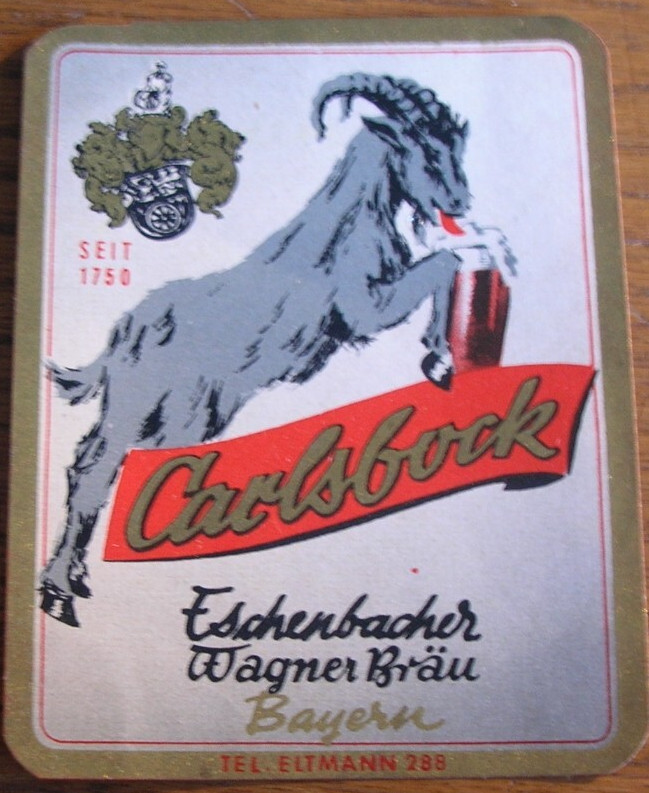 SEIT
1750
Carlsbock
Eschenbacher
Wagner Bräu
Bayern
TEL. ELTMANN 288